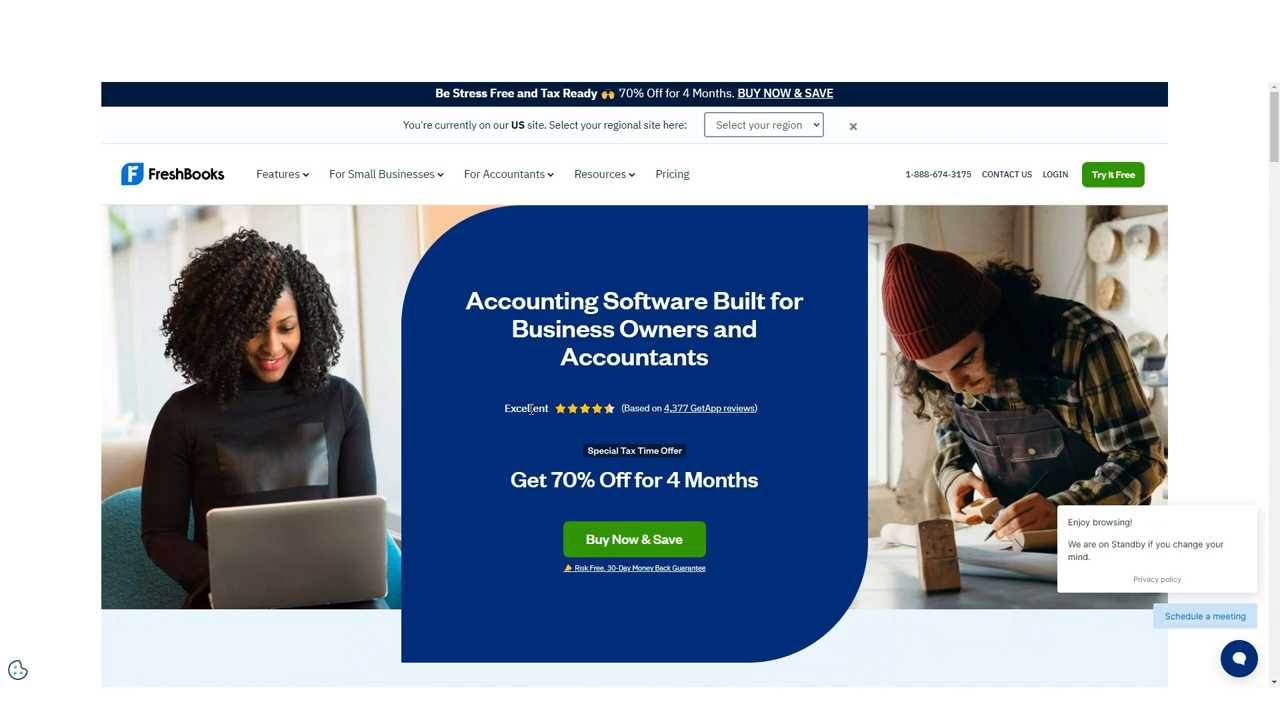 Be Stress Free and Tax Ready 🙌 70% Off for 4 Months. BUY NOW & SAVE
You're currently on our US site. Select your regional site here: Select your region ×
FreshBooks Features For Small Businesses For Accountants Resources Pricing 1-888-674-3175 CONTACT US LOGIN Try It Free
Accounting Software Built for
Business Owners and
Accountants
Excellent (Based on 4,377 GetApp reviews)
Special Tax Time Offer
Get 70% Off for 4 Months
Buy Now & Save
Risk Free, 30-Day Money Back Guarantee
Enjoy browsing!
We are on Standby if you change your
mind.
Privacy policy
Schedule a meeting